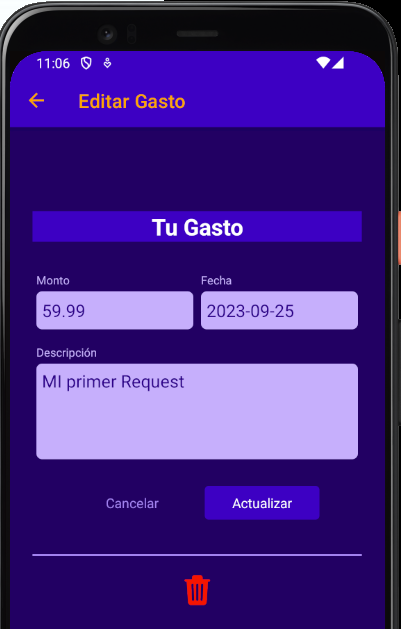 11:06
Editar Gasto
Tu Gasto
Monto
Fecha
59.99
2023-09-25
Descripción
MI primer Request
Cancelar
Actualizar